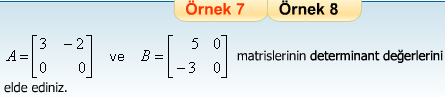 Örnek 7 Örnek 8
A = [3 -2; 0 0] ve B = [5 0; -3 0] matrislerinin determinant değerlerini
elde ediniz.